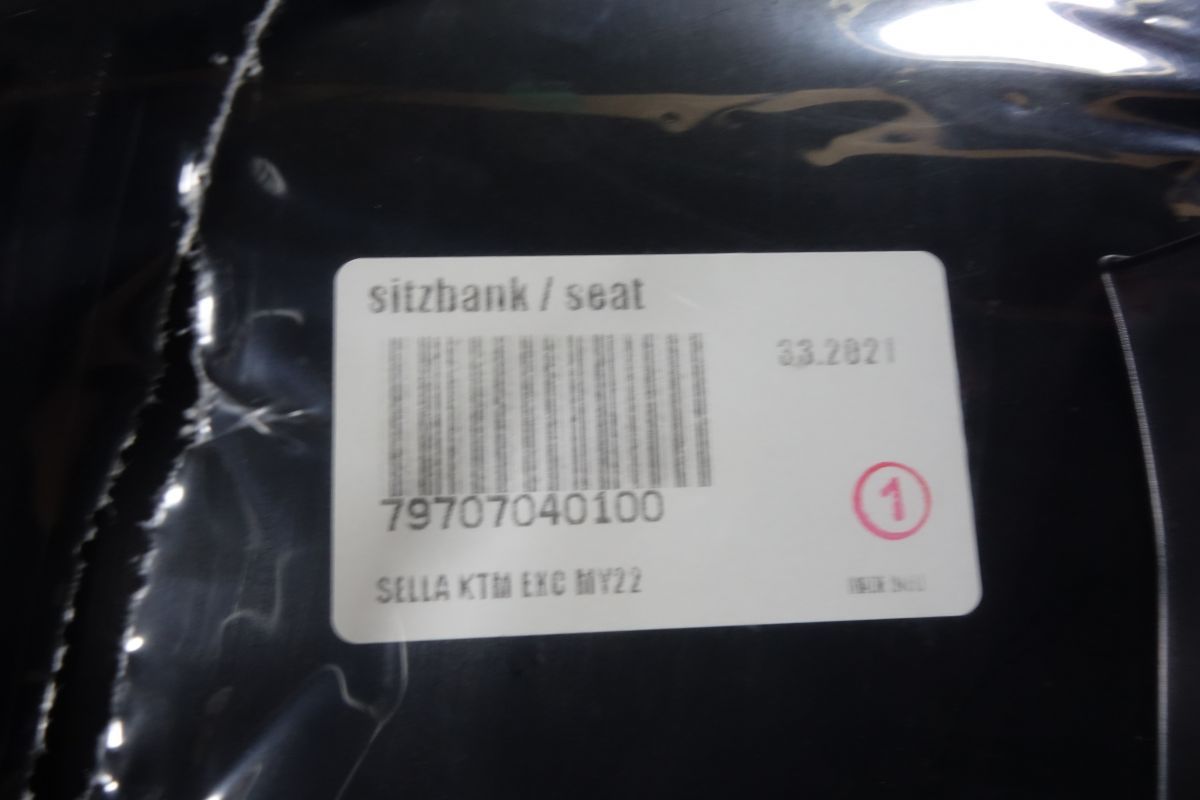 sitzbank / seat
33.2021
79707040100
1
SELLA KTM EXC MY22